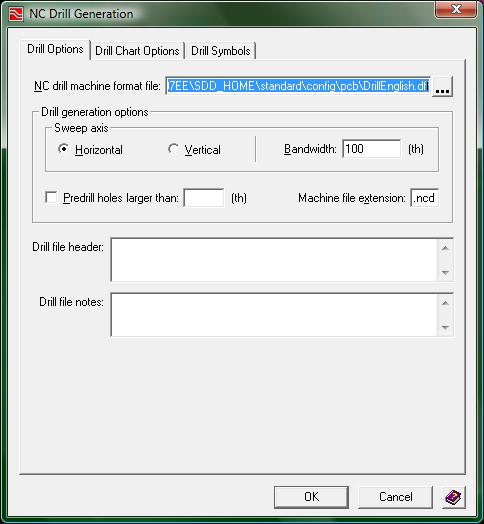 NC Drill Generation
Drill Options Drill Chart Options Drill Symbols
NC drill machine format file: 07EE\SDD_HOME\standard\config\pcb\DrillEnglish.dff ...
Drill generation options
Sweep axis
Horizontal Vertical Bandwidth: 100 (th)
Predrill holes larger than: (th) Machine file extension: .ncd
Drill file header:
Drill file notes:
OK Cancel